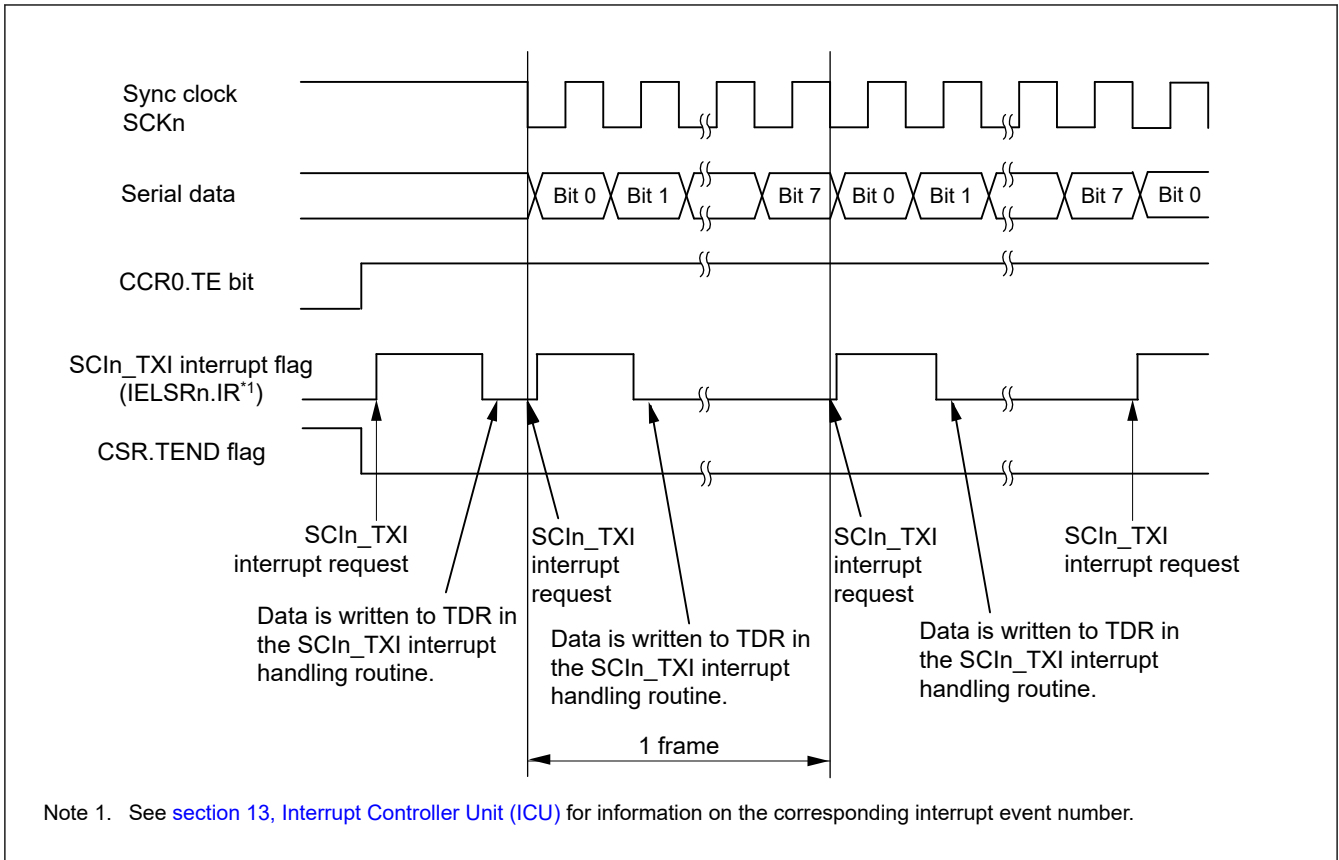 Sync clock
SCKn
Serial data
Bit 0
Bit 1
Bit 7
Bit 0
Bit 1
Bit 7
Bit 0
CCR0.TE bit
SCIn_TXI interrupt flag
(IELSRn.IR*1)
CSR.TEND flag
SCIn_TXI
interrupt request
SCIn_TXI
interrupt
request
SCIn_TXI
interrupt
request
SCIn_TXI
interrupt request
Data is written to TDR in
the SCIn_TXI interrupt
handling routine.
Data is written to TDR in
the SCIn_TXI interrupt
handling routine.
Data is written to TDR in
the SCIn_TXI interrupt
handling routine.
1 frame
Note 1. See section 13, Interrupt Controller Unit (ICU) for information on the corresponding interrupt event number.